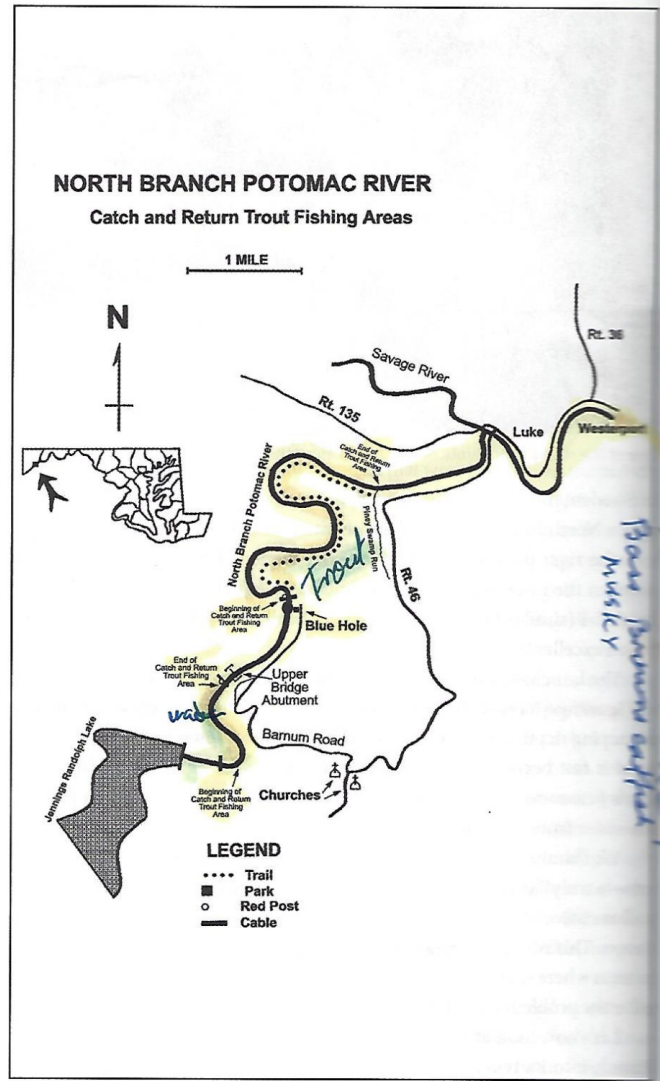 NORTH BRANCH POTOMAC RIVER
Catch and Return Trout Fishing Areas
1 MILE
N
Rt. 36
Savage River
Rt. 135
Luke
End of
Catch and Return
Trout Fishing
Area
North Branch Potomac River
Piney Swamp Run
Rt. 46
Trout
Beginning of
Catch and Return
Trout Fishing
Area
Blue Hole
End of
Catch and Return
Trout Fishing
Area
Upper
Bridge
Abutment
water
Barnum Road
Jennings Randolph Lake
Beginning of
Catch and Return
Trout Fishing
Area
Churches
LEGEND
Trail
Park
Red Post
Cable
Bass Browns catfish
Musky